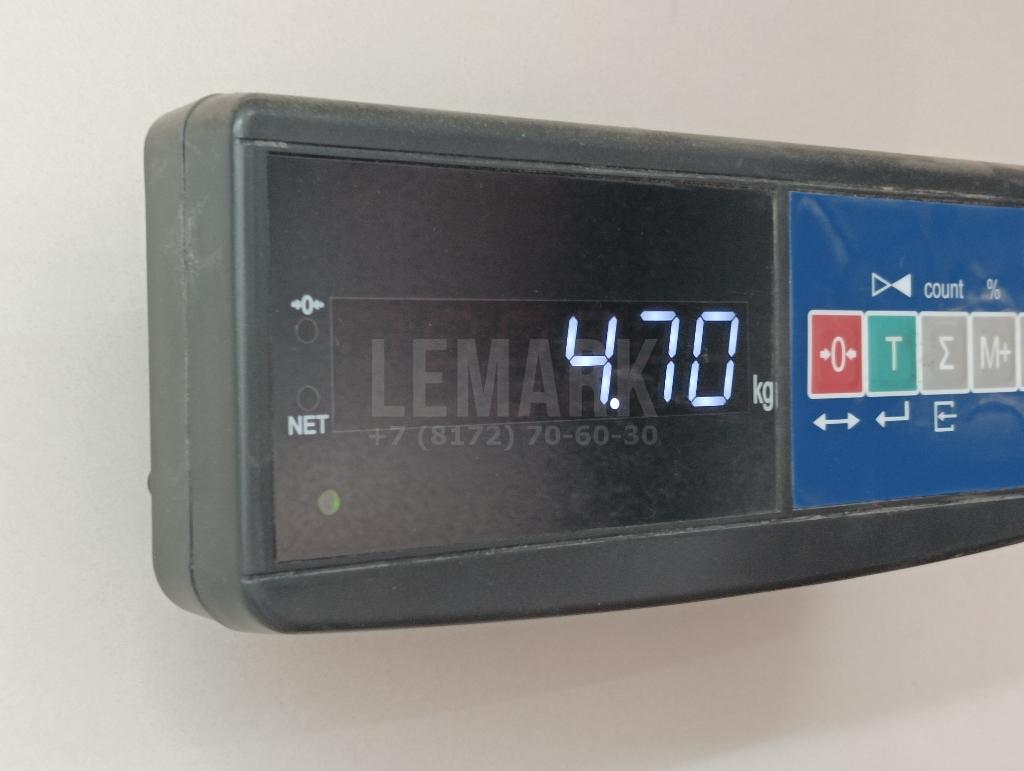 →0←
4.70 kg
NET
LEMARK
+7 (8172) 70-60-30
count %
→0← T Σ M+